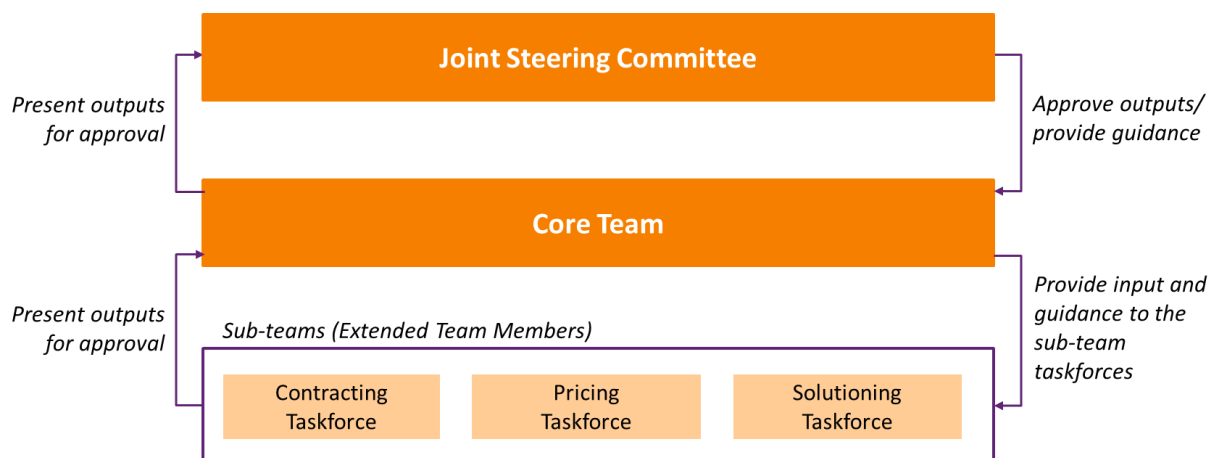 Joint Steering Committee
Present outputs
for approval
Approve outputs/
provide guidance
Core Team
Present outputs
for approval
Provide input and
guidance to the
sub-team
taskforces
Sub-teams (Extended Team Members)
Contracting
Taskforce
Pricing
Taskforce
Solutioning
Taskforce